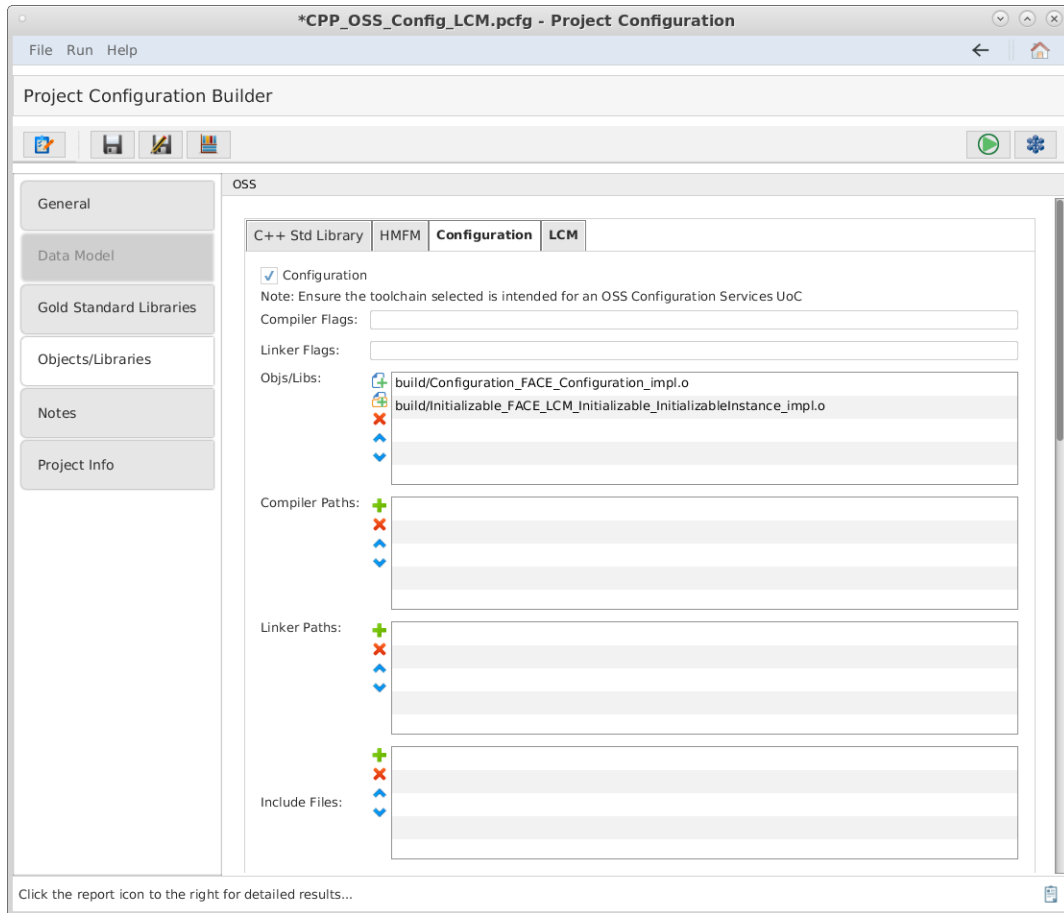 *CPP_OSS_Config_LCM.pcfg - Project Configuration
File Run Help
Project Configuration Builder
OSS
General
Data Model
Gold Standard Libraries
Objects/Libraries
Notes
Project Info
C++ Std Library HMFM Configuration LCM
Configuration
Note: Ensure the toolchain selected is intended for an OSS Configuration Services UoC
Compiler Flags:
Linker Flags:
Objs/Libs:
build/Configuration_FACE_Configuration_impl.o
build/Initializable_FACE_LCM_Initializable_InitializableInstance_impl.o
Compiler Paths:
Linker Paths:
Include Files:
Click the report icon to the right for detailed results...